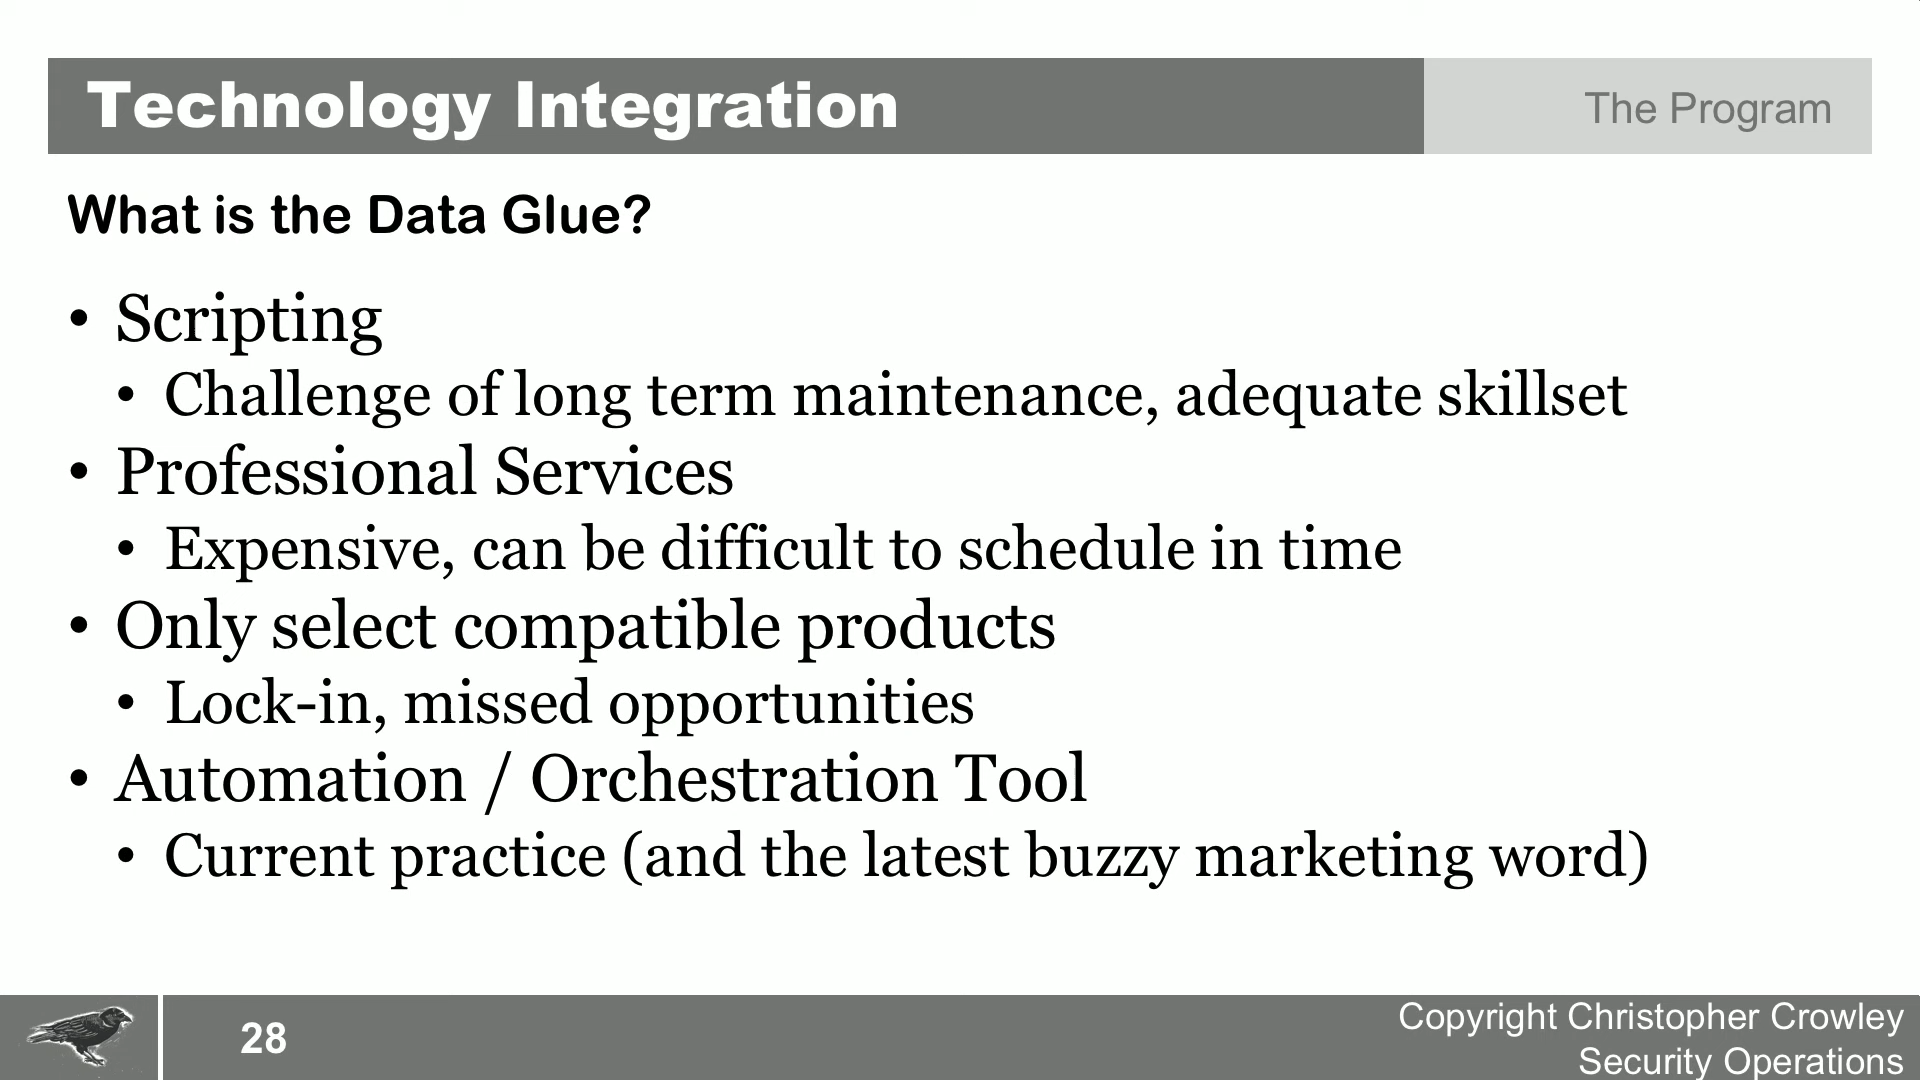 Technology Integration
The Program
What is the Data Glue?
• Scripting
• Challenge of long term maintenance, adequate skillset
• Professional Services
• Expensive, can be difficult to schedule in time
• Only select compatible products
• Lock-in, missed opportunities
• Automation / Orchestration Tool
• Current practice (and the latest buzzy marketing word)
28
Copyright Christopher Crowley
Security Operations